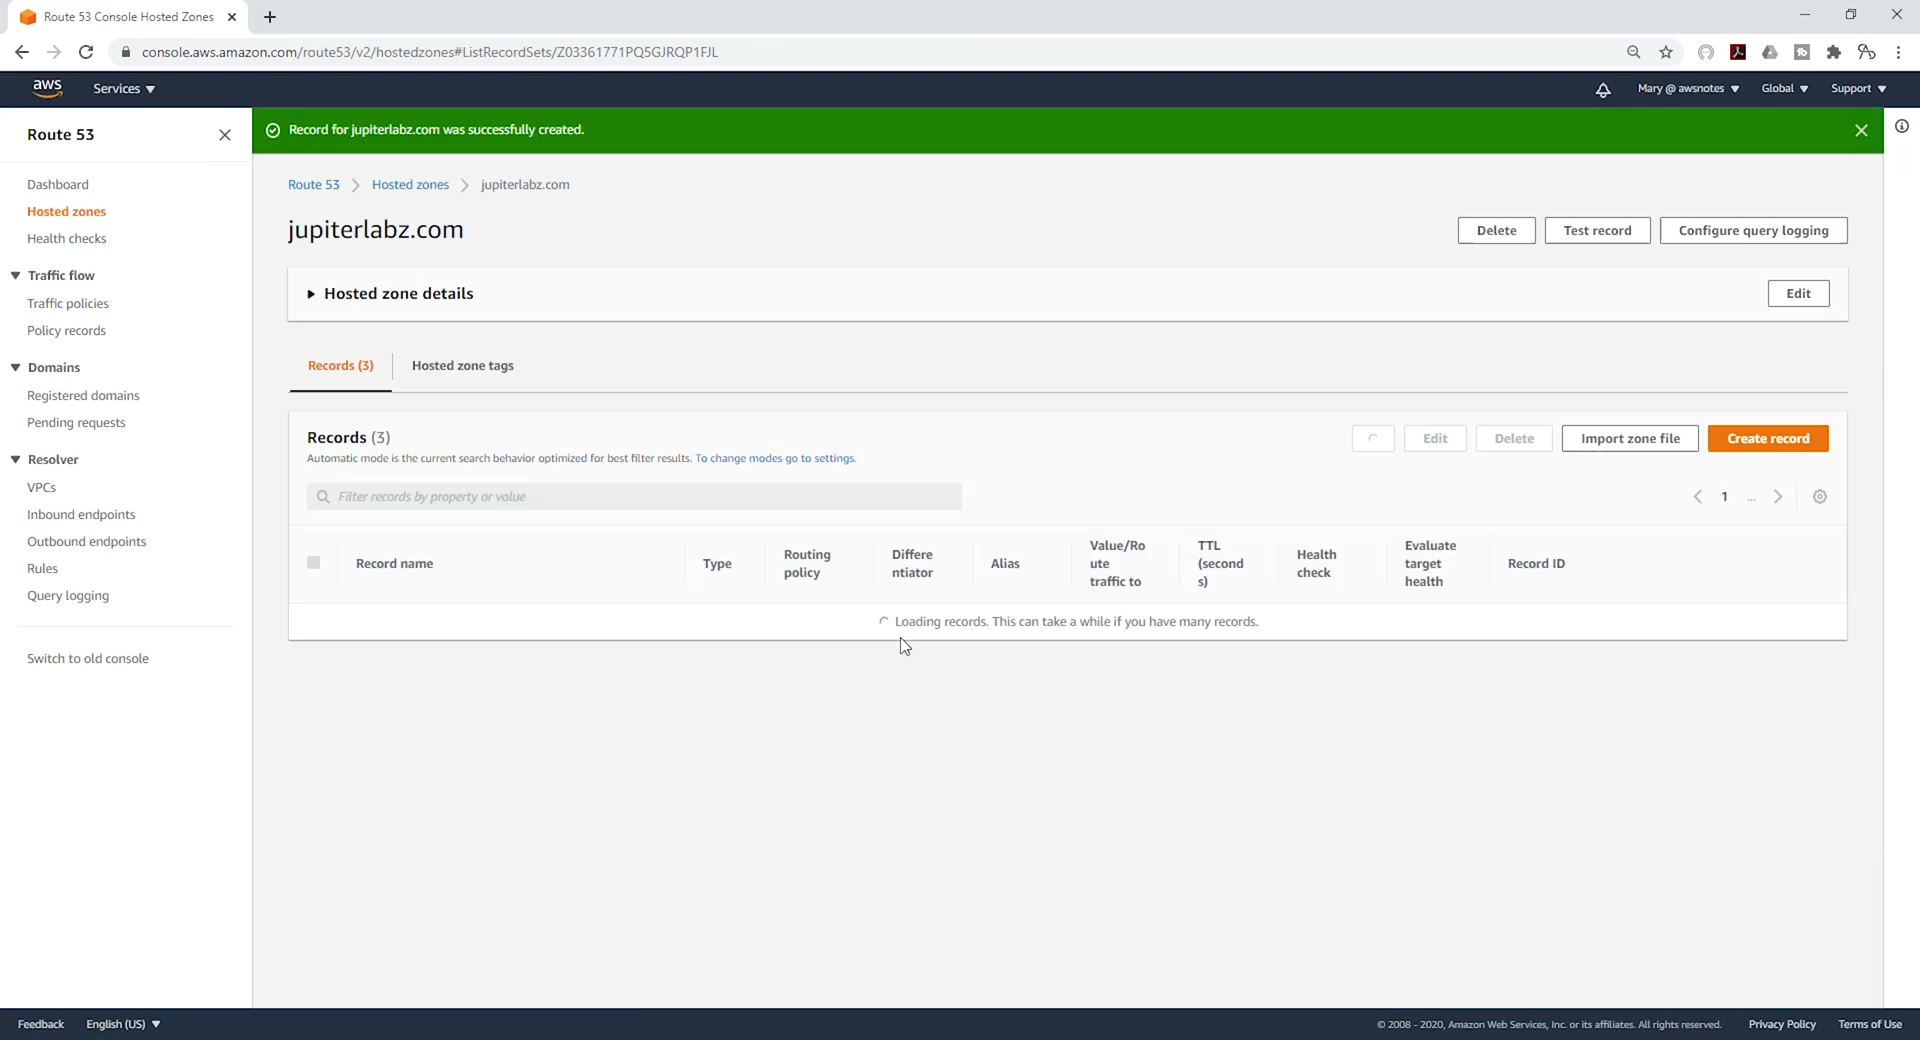 Route 53 Console Hosted Zones
console.aws.amazon.com/route53/v2/hostedzones#ListRecordSets/Z03361771PQ5GJRQP1FJL
aws
Services
Mary @ awsnotes
Global
Support
Route 53
Record for jupiterlabz.com was successfully created.
Dashboard
Hosted zones
Health checks
Traffic flow
Traffic policies
Policy records
Domains
Registered domains
Pending requests
Resolver
VPCs
Inbound endpoints
Outbound endpoints
Rules
Query logging
Switch to old console
Route 53
Hosted zones
jupiterlabz.com
jupiterlabz.com
Delete
Test record
Configure query logging
Hosted zone details
Edit
Records (3)
Hosted zone tags
Records (3)
Automatic mode is the current search behavior optimized for best filter results. To change modes go to settings.
Edit
Delete
Import zone file
Create record
Filter records by property or value
1
...
Record name
Type
Routing
policy
Differe
ntiator
Alias
Value/Ro
ute
traffic to
TTL
(second
s)
Health
check
Evaluate
target
health
Record ID
Loading records. This can take a while if you have many records.
Feedback
English (US)
© 2008 - 2020, Amazon Web Services, Inc. or its affiliates. All rights reserved.
Privacy Policy
Terms of Use